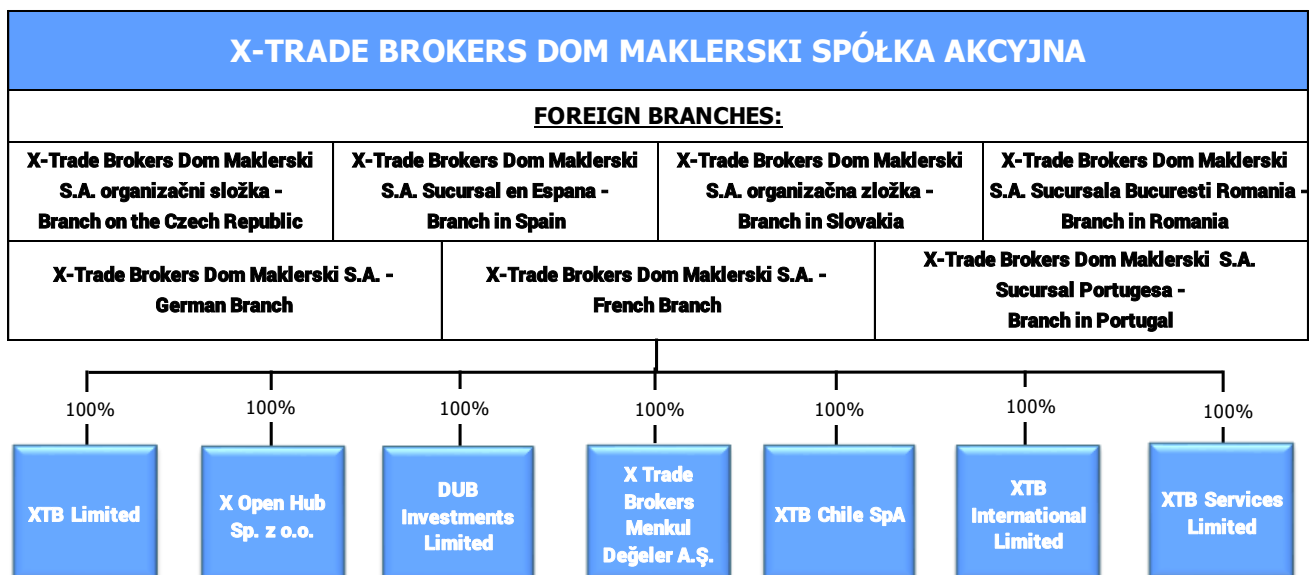 X-TRADE BROKERS DOM MAKLERSKI SPÓŁKA AKCYJNA
FOREIGN BRANCHES:
X-Trade Brokers Dom Maklerski
S.A. organizačni složka -
Branch on the Czech Republic
X-Trade Brokers Dom Maklerski
S.A. Sucursal en Espana -
Branch in Spain
X-Trade Brokers Dom Maklerski
S.A. organizačna zložka -
Branch in Slovakia
X-Trade Brokers Dom Maklerski
S.A. Sucursala Bucuresti Romania -
Branch in Romania
X-Trade Brokers Dom Maklerski S.A. -
German Branch
X-Trade Brokers Dom Maklerski S.A. -
French Branch
X-Trade Brokers Dom Maklerski S.A.
Sucursal Portugesa -
Branch in Portugal
100%
100%
100%
100%
100%
100%
100%
XTB Limited
X Open Hub
Sp. z o.o.
DUB
Investments
Limited
X Trade
Brokers
Menkul
Değeler A.Ş.
XTB Chile SpA
XTB
International
Limited
XTB Services
Limited